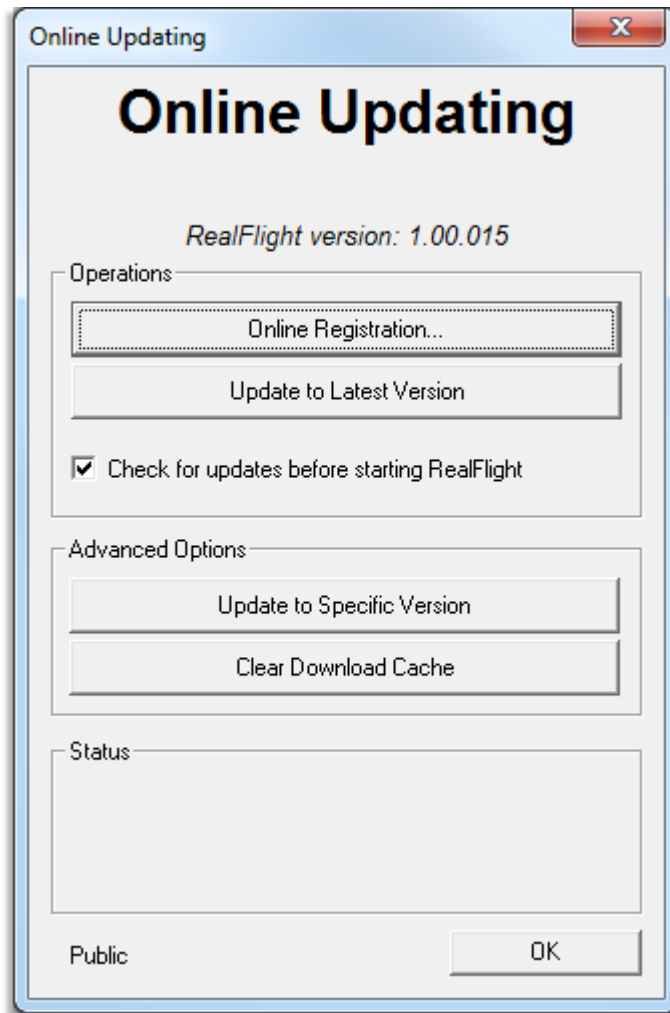 Online Updating
Online Updating
RealFlight version: 1.00.015
Operations
Online Registration...
Update to Latest Version
Check for updates before starting RealFlight
Advanced Options
Update to Specific Version
Clear Download Cache
Status
Public
OK